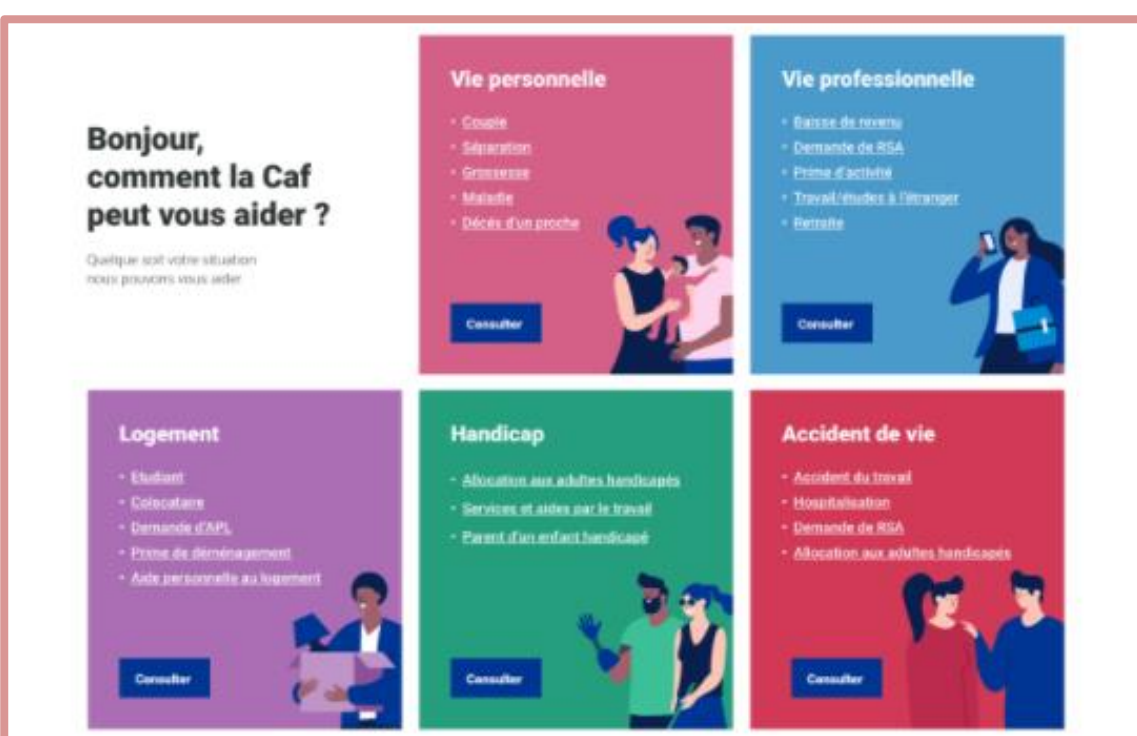 Bonjour,
comment la Caf
peut vous aider ?
Quelque soit votre situation
nous pouvons vous aider
Vie personnelle
Couple
Séparation
Grossesse
Maladie
Décès d'un proche
Consulter
Vie professionnelle
Baisse de revenu
Demande de RSA
Prime d'activité
Travail/études à l'étranger
Retraite
Consulter
Logement
Etudiant
Colocataire
Demande d'APL
Prime de déménagement
Aide personnelle au logement
Consulter
Handicap
Allocation aux adultes handicapés
Services et aides par le travail
Parent d'un enfant handicapé
Consulter
Accident de vie
Accident du travail
Hospitalisation
Demande de RSA
Allocation aux adultes handicapés
Consulter